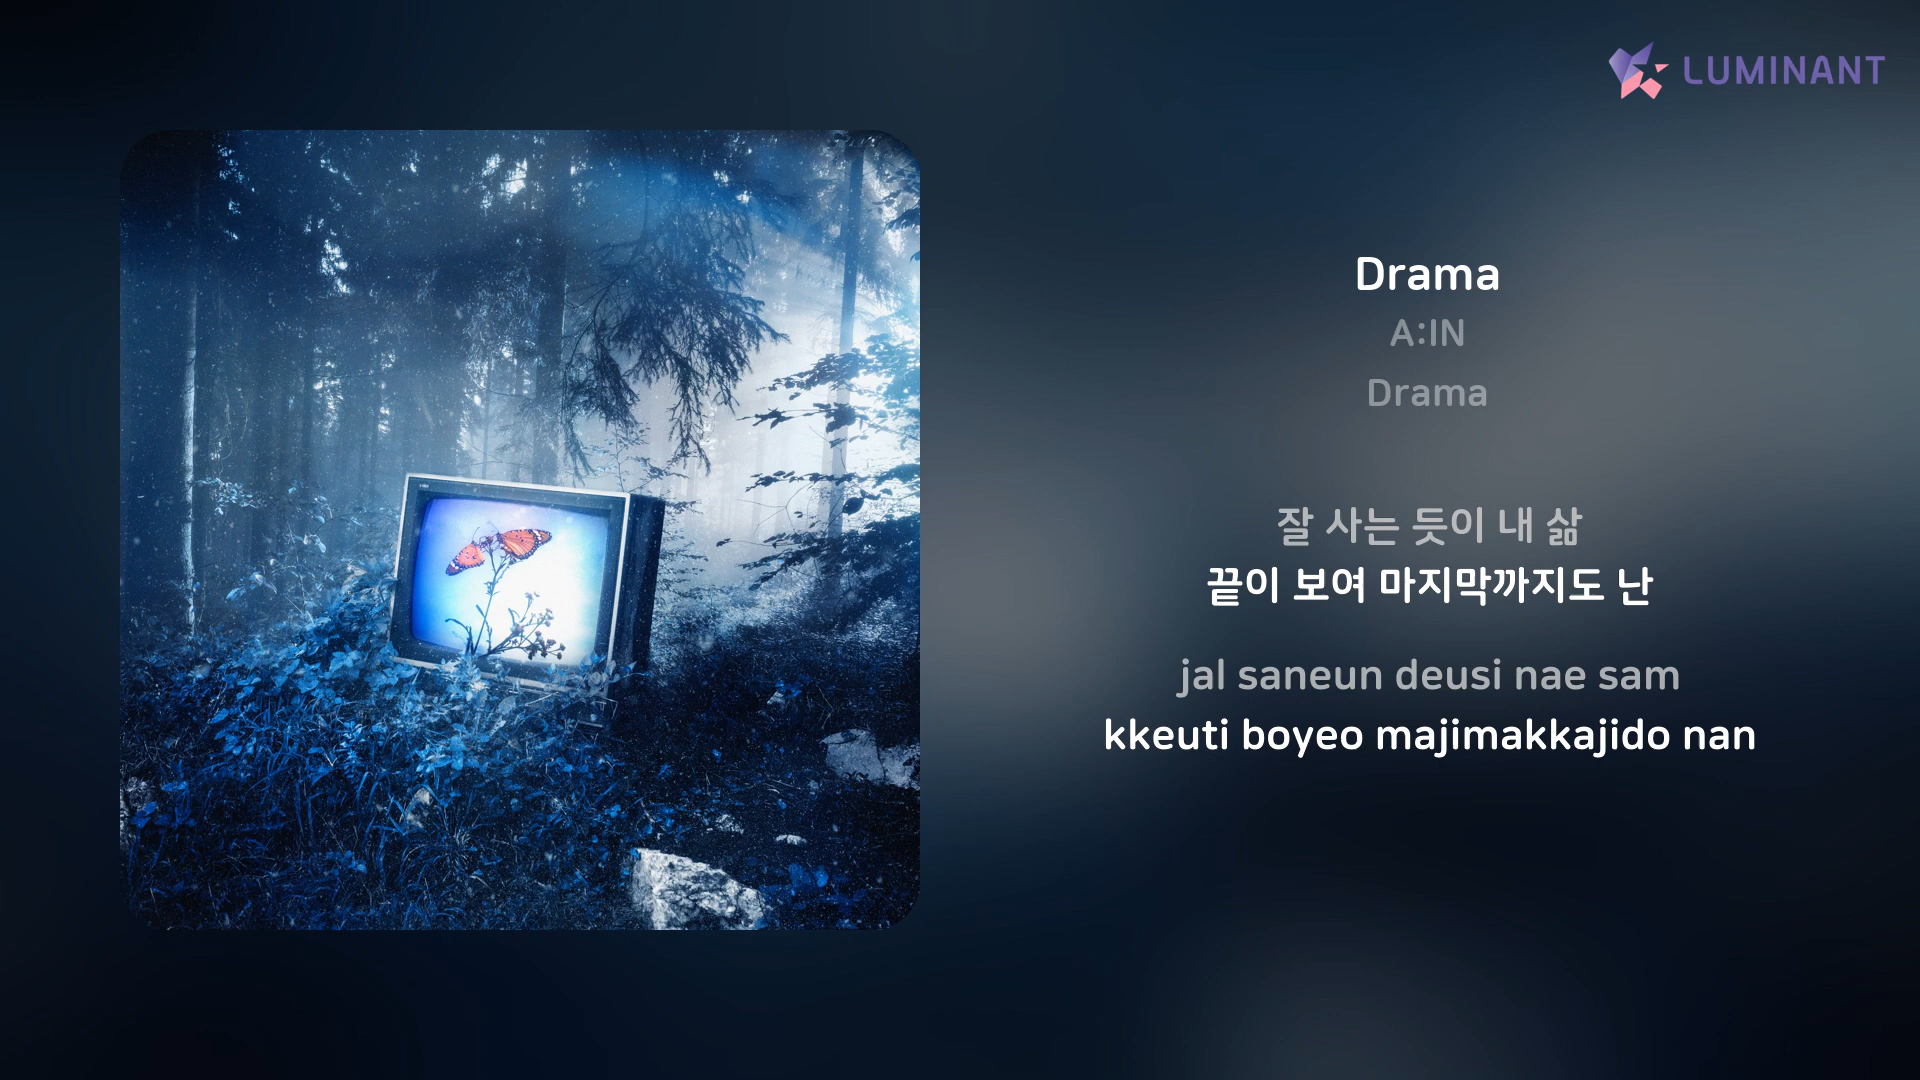 LUMINANT
Drama
A:IN
Drama
잘 사는 듯이 내 삶
끝이 보여 마지막까지도 난
jal saneun deusi nae sam
kkeuti boyeo majimakkajido nan